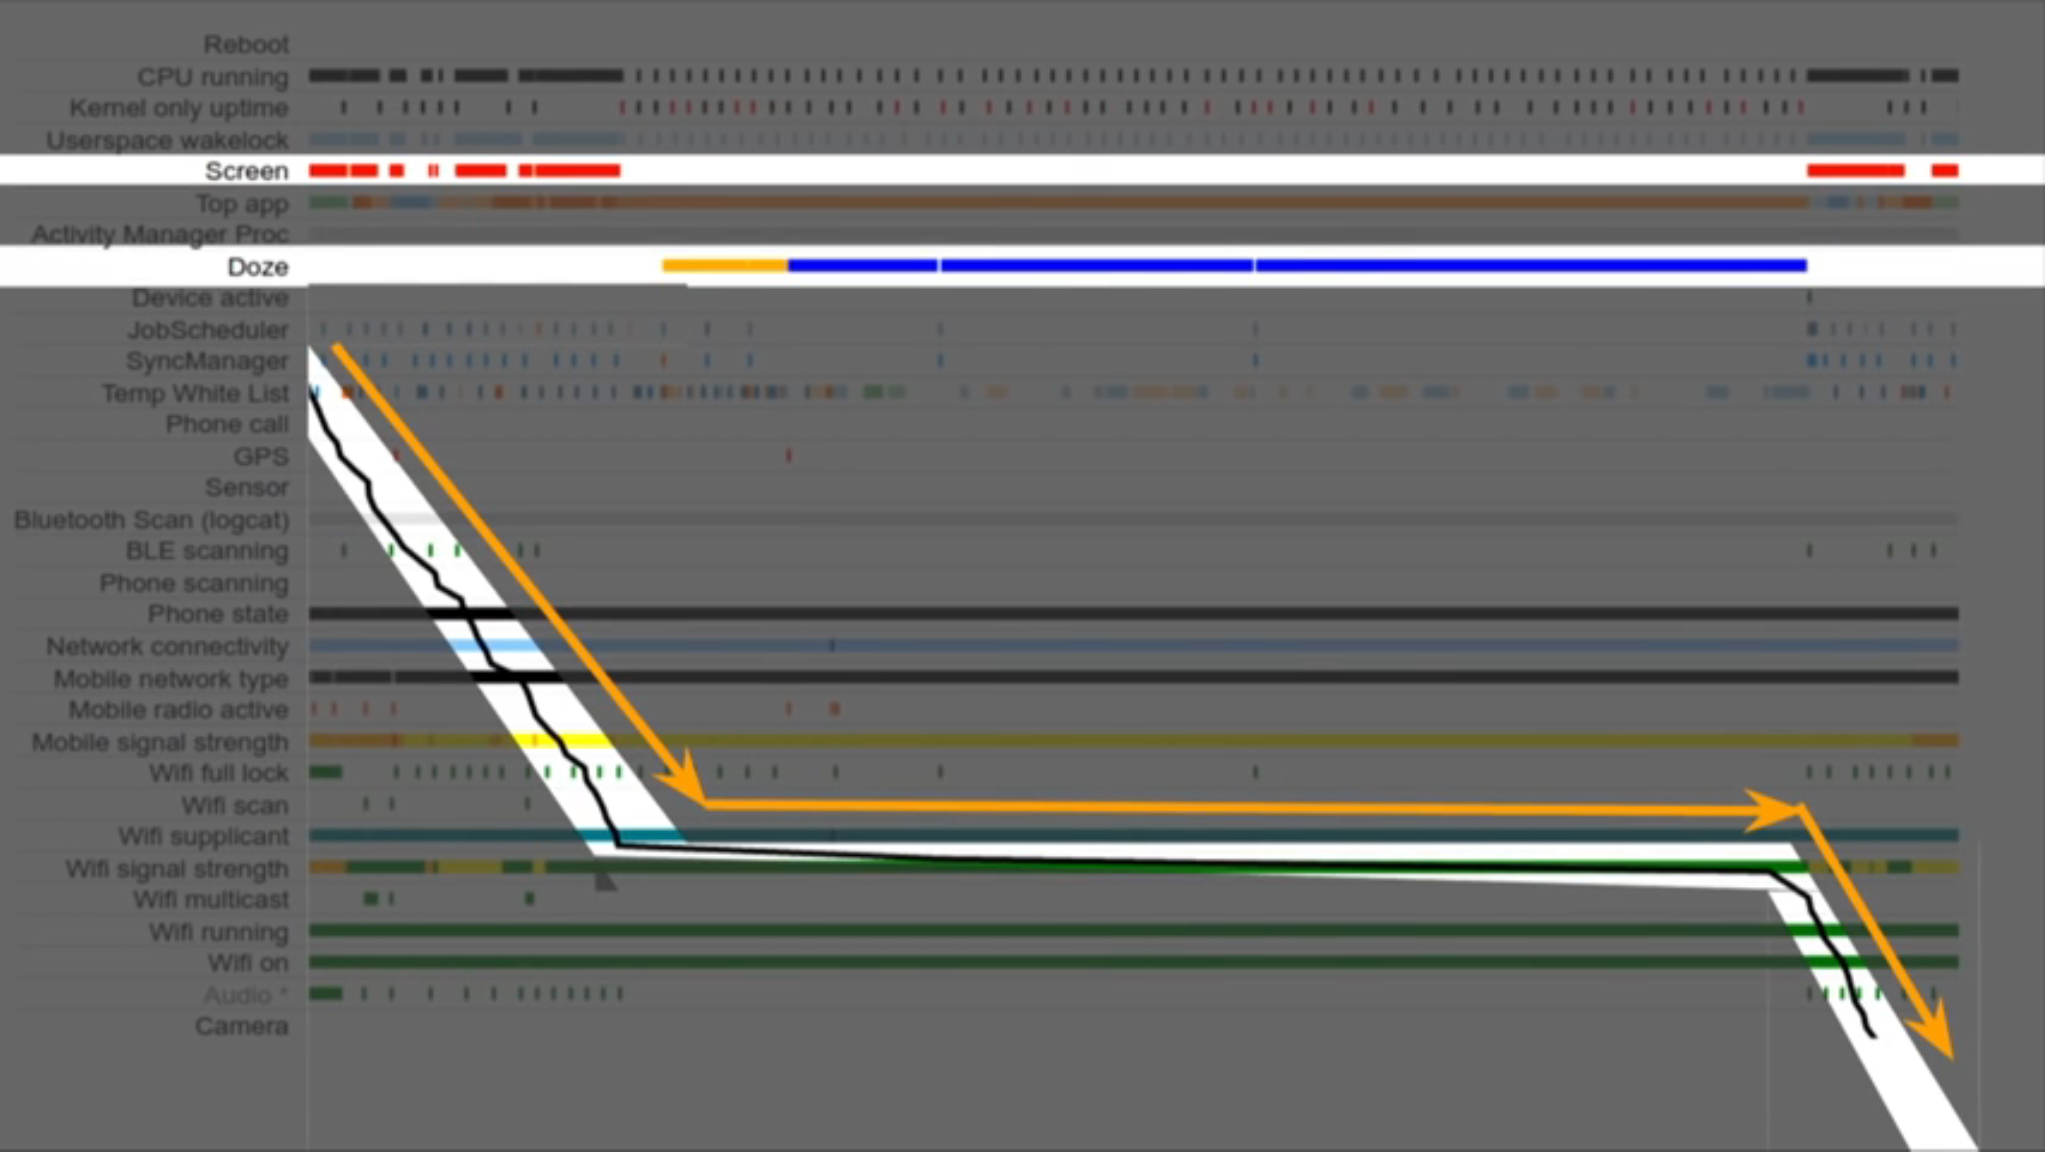 Reboot
CPU running
Kernel only uptime
Userspace wakelock
Screen
Top app
Activity Manager Proc
Doze
Device active
JobScheduler
SyncManager
Temp White List
Phone call
GPS
Sensor
Bluetooth Scan (logcat)
BLE scanning
Phone scanning
Phone state
Network connectivity
Mobile network type
Mobile radio active
Mobile signal strength
Wifi full lock
Wifi scan
Wifi supplicant
Wifi signal strength
Wifi multicast
Wifi running
Wifi on
Audio *
Camera